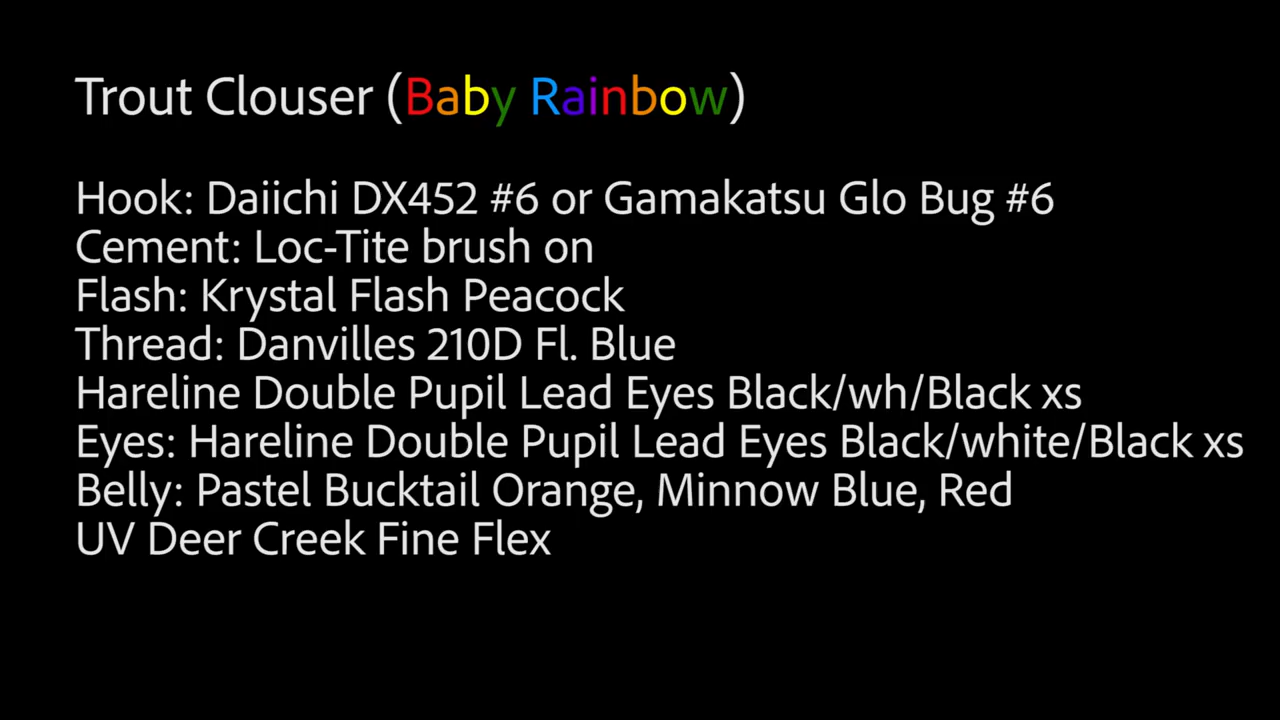 Trout Clouser (Baby Rainbow)
Hook: Daiichi DX452 #6 or Gamakatsu Glo Bug #6
Cement: Loc-Tite brush on
Flash: Krystal Flash Peacock
Thread: Danvilles 210D Fl. Blue
Hareline Double Pupil Lead Eyes Black/wh/Black xs
Eyes: Hareline Double Pupil Lead Eyes Black/white/Black xs
Belly: Pastel Bucktail Orange, Minnow Blue, Red
UV Deer Creek Fine Flex